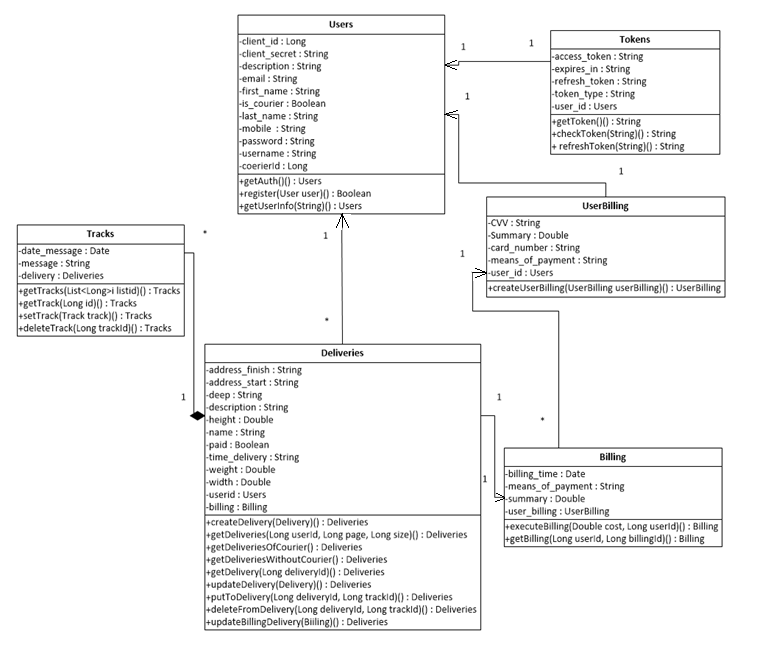 Users
-client_id : Long
-client_secret : String
-description : String
-email : String
-first_name : String
-is_courier : Boolean
-last_name : String
-mobile : String
-password : String
-username : String
-coerierId : Long
+getAuth()() : Users
+register(User user)() : Boolean
+getUserInfo(String)() : Users
1
1
Tokens
-access_token : String
-expires_in : String
-refresh_token : String
-token_type : String
-user_id : Users
+getToken()() : String
+checkToken(String)() : String
+ refreshToken(String)() : String
1
1
UserBilling
-CVV : String
-Summary : Double
-card_number : String
-means_of_payment : String
-user_id : Users
+createUserBilling(UserBilling userBilling)() : UserBilling
Tracks
-date_message : Date
-message : String
-delivery : Deliveries
+getTracks(List<Long>i listid)() : Tracks
+getTrack(Long id)() : Tracks
+setTrack(Track track)() : Tracks
+deleteTrack(Long trackId)() : Tracks
*
1
1
*
Deliveries
-address_finish : String
-address_start : String
-deep : String
-description : String
-height : Double
-name : String
-paid : Boolean
-time_delivery : String
-weight : Double
-width : Double
-userid : Users
-billing : Billing
+createDelivery(Delivery)() : Deliveries
+getDeliveries(Long userId, Long page, Long size)() : Deliveries
+getDeliveriesOfCourier() : Deliveries
+getDeliveriesWithoutCourier() : Deliveries
+getDelivery(Long deliveryId)() : Deliveries
+updateDelivery(Delivery)() : Deliveries
+putToDelivery(Long deliveryId, Long trackId)() : Deliveries
+deleteFromDelivery(Long deliveryId, Long trackId)() : Deliveries
+updateBillingDelivery(Biiling)() : Deliveries
1
1
*
1
1
Billing
-billing_time : Date
-means_of_payment : String
-summary : Double
-user_billing : UserBilling
+executeBilling(Double cost, Long userId)() : Billing
+getBilling(Long userId, Long billingId)() : Billing